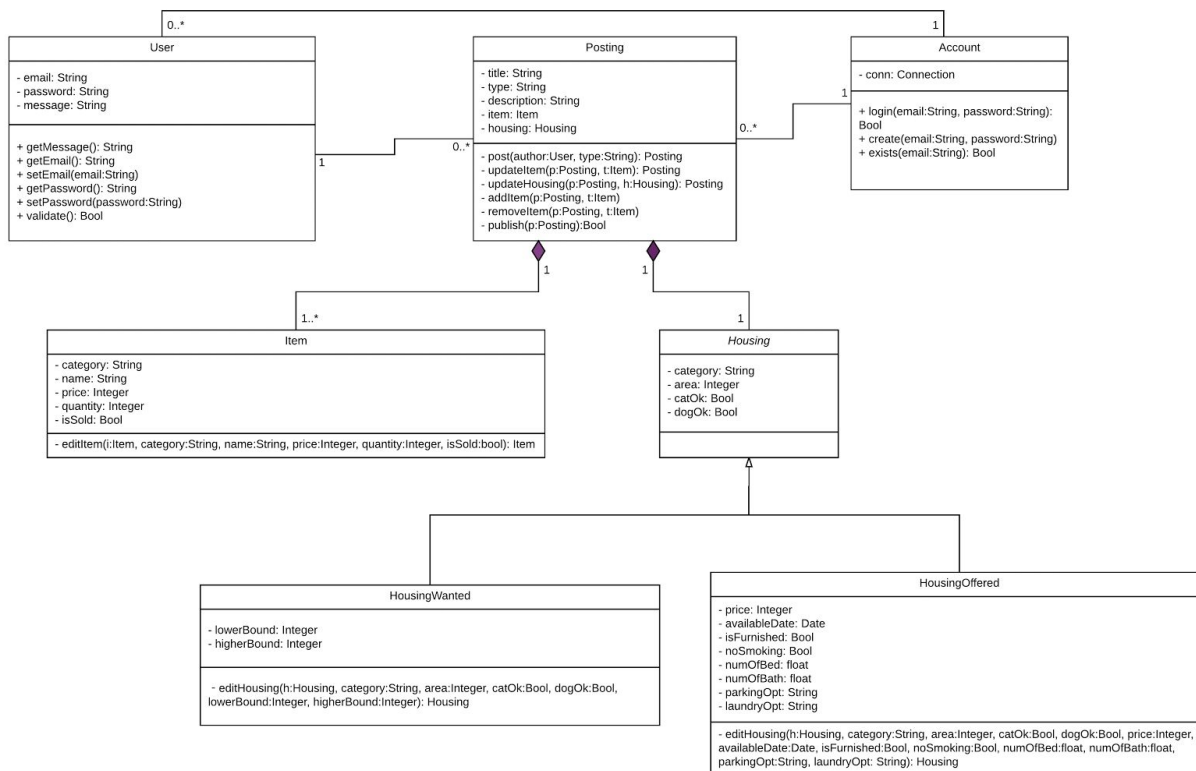 0..*
1
User
- email: String
- password: String
- message: String
+ getMessage(): String
+ getEmail(): String
+ setEmail(email:String)
+ getPassword(): String
+ setPassword(password:String)
+ validate(): Bool
1
0..*
Posting
- title: String
- type: String
- description: String
- item: Item
- housing: Housing
- post(author:User, type:String): Posting
- updateItem(p:Posting, t:Item): Posting
- updateHousing(p:Posting, h:Housing): Posting
- addItem(p:Posting, t:Item)
- removeItem(p:Posting, t:Item)
- publish(p:Posting):Bool
0..*
1
Account
- conn: Connection
+ login(email:String, password:String):
Bool
+ create(email:String, password:String)
+ exists(email:String): Bool
1
1
1..*
1
Item
- category: String
- name: String
- price: Integer
- quantity: Integer
- isSold: Bool
- editItem(i:Item, category:String, name:String, price:Integer, quantity:Integer, isSold:bool): Item
Housing
- category: String
- area: Integer
- catOk: Bool
- dogOk: Bool
HousingWanted
- lowerBound: Integer
- higherBound: Integer
- editHousing(h:Housing, category:String, area:Integer, catOk:Bool, dogOk:Bool,
lowerBound:Integer, higherBound:Integer): Housing
HousingOffered
- price: Integer
- availableDate: Date
- isFurnished: Bool
- noSmoking: Bool
- numOfBed: float
- numOfBath: float
- parkingOpt: String
- laundryOpt: String
- editHousing(h:Housing, category:String, area:Integer, catOk:Bool, dogOk:Bool, price:Integer,
availableDate:Date, isFurnished:Bool, noSmoking:Bool, numOfBed:float, numOfBath:float,
parkingOpt:String, laundryOpt: String): Housing